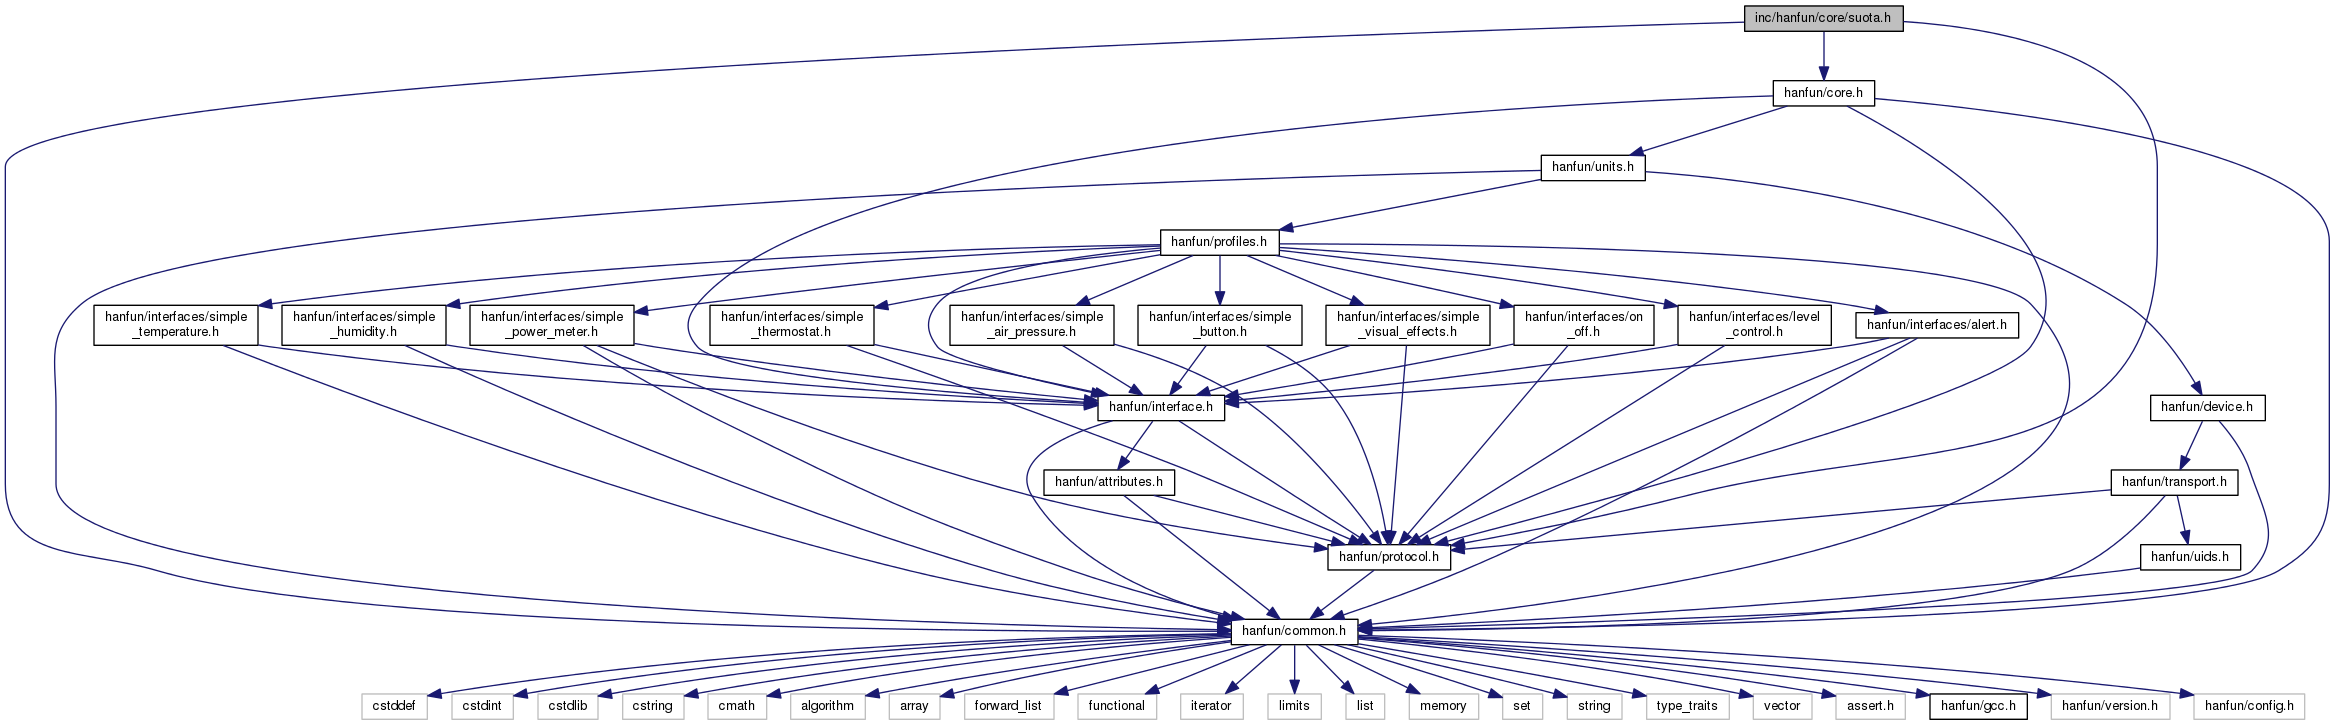 inc/hanfun/core/suota.h
hanfun/core.h
hanfun/units.h
hanfun/profiles.h
hanfun/interfaces/simple
_temperature.h
hanfun/interfaces/simple
_humidity.h
hanfun/interfaces/simple
_power_meter.h
hanfun/interfaces/simple
_thermostat.h
hanfun/interfaces/simple
_air_pressure.h
hanfun/interfaces/simple
_button.h
hanfun/interfaces/simple
_visual_effects.h
hanfun/interfaces/on
_off.h
hanfun/interfaces/level
_control.h
hanfun/interfaces/alert.h
hanfun/interface.h
hanfun/device.h
hanfun/attributes.h
hanfun/transport.h
hanfun/protocol.h
hanfun/uids.h
hanfun/common.h
cstddef
cstdint
cstdlib
cstring
cmath
algorithm
array
forward_list
functional
iterator
limits
list
memory
set
string
type_traits
vector
assert.h
hanfun/gcc.h
hanfun/version.h
hanfun/config.h